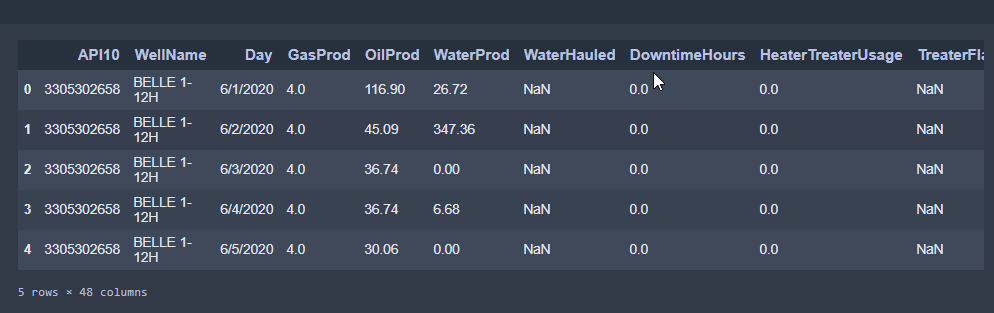 API10 WellName Day GasProd OilProd WaterProd WaterHauled DowntimeHours HeaterTreaterUsage TreaterFla
0 3305302658 BELLE 1- 6/1/2020 4.0 116.90 26.72 NaN 0.0 0.0 NaN
12H
1 3305302658 BELLE 1- 6/2/2020 4.0 45.09 347.36 NaN 0.0 0.0 NaN
12H
2 3305302658 BELLE 1- 6/3/2020 4.0 36.74 0.00 NaN 0.0 0.0 NaN
12H
3 3305302658 BELLE 1- 6/4/2020 4.0 36.74 6.68 NaN 0.0 0.0 NaN
12H
4 3305302658 BELLE 1- 6/5/2020 4.0 30.06 0.00 NaN 0.0 0.0 NaN
12H
5 rows × 48 columns